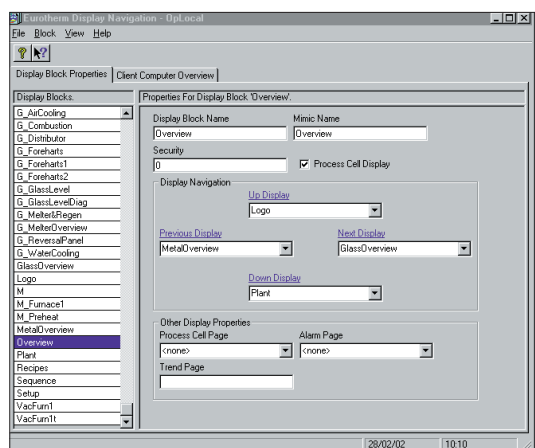 Eurotherm Display Navigation - OpLocal
File Block View Help
Display Block Properties Client Computer Overview
Display Blocks. Properties For Display Block 'Overview'.
G_AirCooling
G_Combustion
G_Distributor
G_Foreharts
G_Foreharts1
G_Foreharts2
G_GlassLevel
G_GlassLevelDiag
G_Melter&Regen
G_MelterOverview
G_ReversalPanel
G_WaterCooling
GlassOverview
Logo
M
M_Furnace1
M_Preheat
MetalOverview
Overview
Plant
Recipes
Sequence
Setup
VacFurn1
VacFurn1t
Display Block Name Mimic Name
Overview Overview
Security
0 Process Cell Display
Display Navigation
Up Display
Logo
Previous Display Next Display
MetalOverview GlassOverview
Down Display
Plant
Other Display Properties
Process Cell Page Alarm Page
<none> <none>
Trend Page
28/02/02 10:10